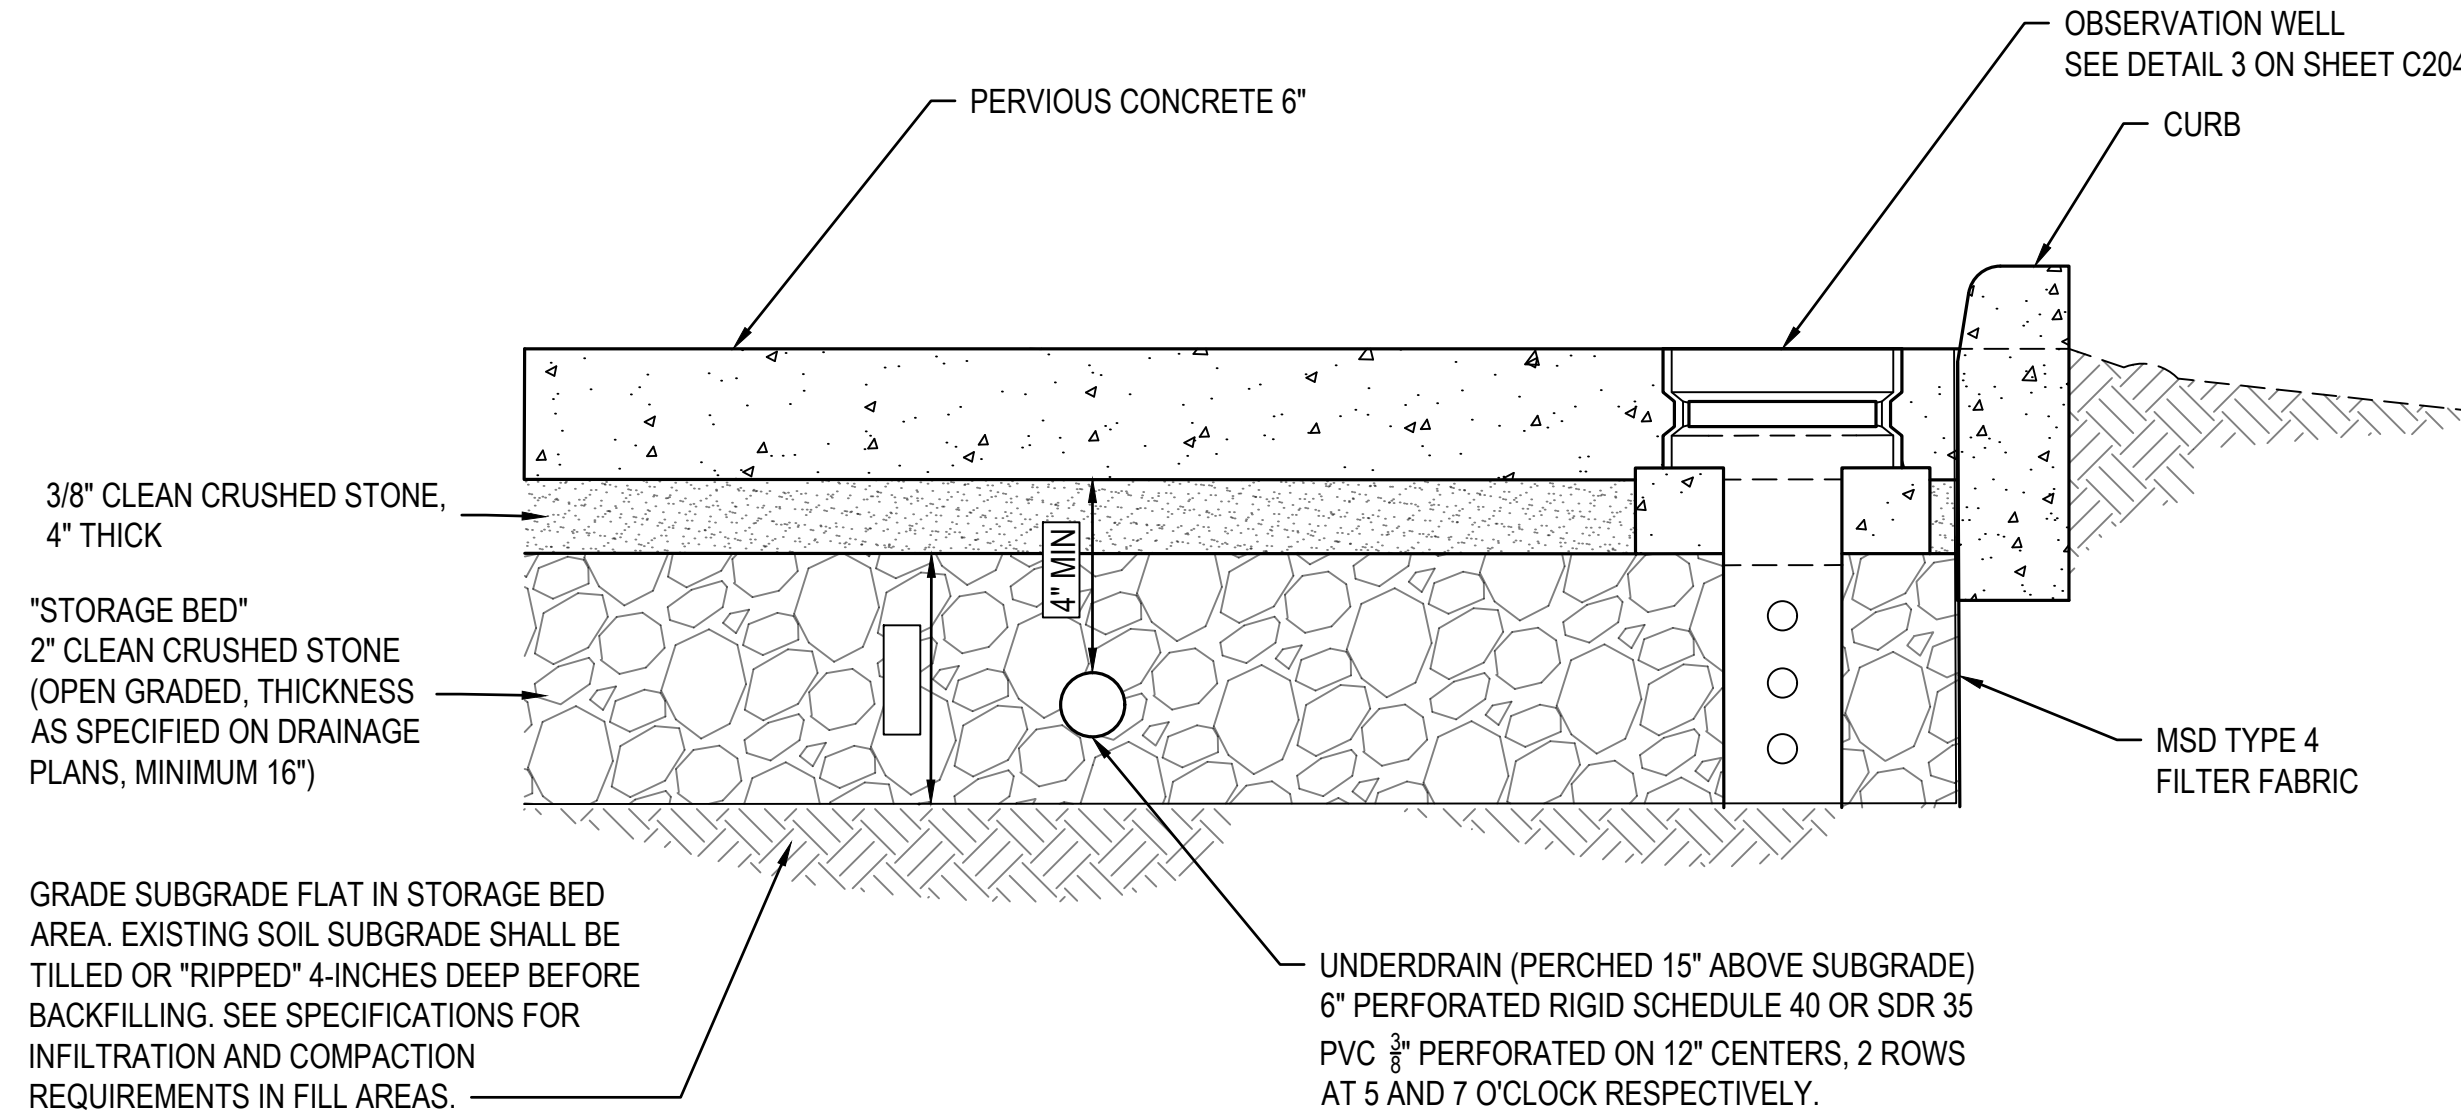 OBSERVATION WELL
SEE DETAIL 3 ON SHEET C204
PERVIOUS CONCRETE 6"
CURB
3/8" CLEAN CRUSHED STONE,
4" THICK
4" MIN
"STORAGE BED"
2" CLEAN CRUSHED STONE
(OPEN GRADED, THICKNESS
AS SPECIFIED ON DRAINAGE
PLANS, MINIMUM 16")
MSD TYPE 4
FILTER FABRIC
GRADE SUBGRADE FLAT IN STORAGE BED
AREA. EXISTING SOIL SUBGRADE SHALL BE
TILLED OR "RIPPED" 4-INCHES DEEP BEFORE
BACKFILLING. SEE SPECIFICATIONS FOR
INFILTRATION AND COMPACTION
REQUIREMENTS IN FILL AREAS.
UNDERDRAIN (PERCHED 15" ABOVE SUBGRADE)
6" PERFORATED RIGID SCHEDULE 40 OR SDR 35
PVC 3/8" PERFORATED ON 12" CENTERS, 2 ROWS
AT 5 AND 7 O'CLOCK RESPECTIVELY.